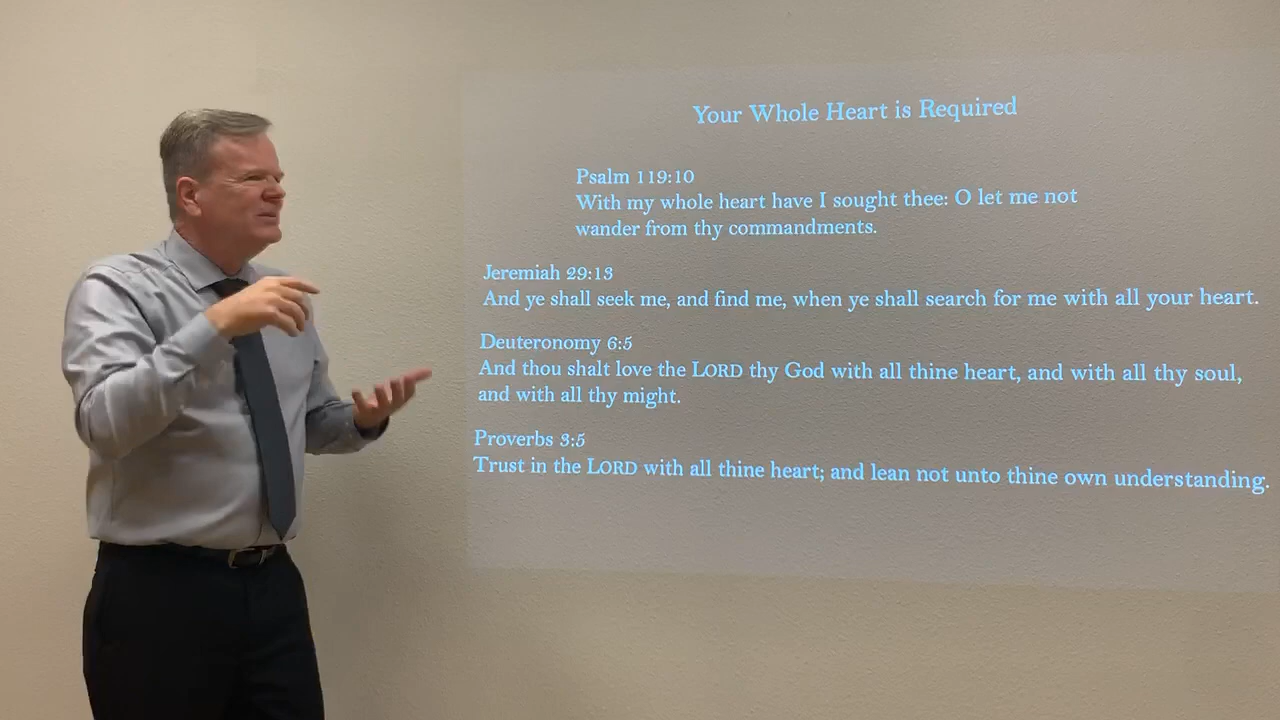 Your Whole Heart is Required
Psalm 119:10
With my whole heart have I sought thee: O let me not
wander from thy commandments.
Jeremiah 29:13
And ye shall seek me, and find me, when ye shall search for me with all your heart.
Deuteronomy 6:5
And thou shalt love the LORD thy God with all thine heart, and with all thy soul,
and with all thy might.
Proverbs 3:5
Trust in the LORD with all thine heart; and lean not unto thine own understanding.